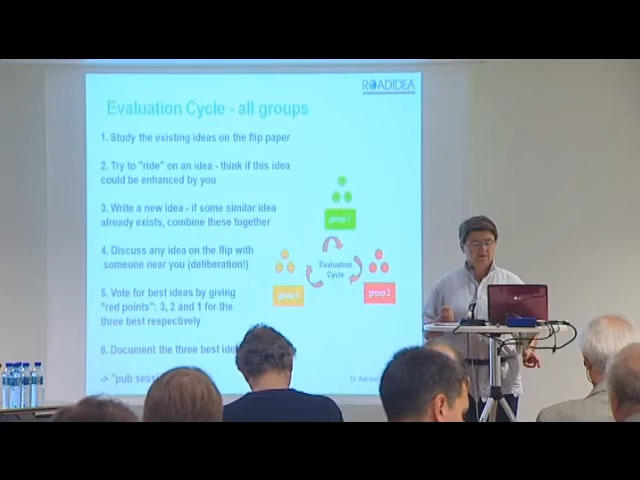 ROADIDEA
Evaluation Cycle - all groups
1. Study the existing ideas on the flip paper
2. Try to "ride" on an idea - think if this idea
could be enhanced by you
3. Write a new idea - if some similar idea
already exists, combine these together
group 1
4. Discuss any idea on the flip with
someone near you (deliberation!)
Evaluation
Cycle
5. Vote for best ideas by giving
"red points": 3, 2 and 1 for the
three best respectively
group 3
group 2
6. Document the three best
-> "pub